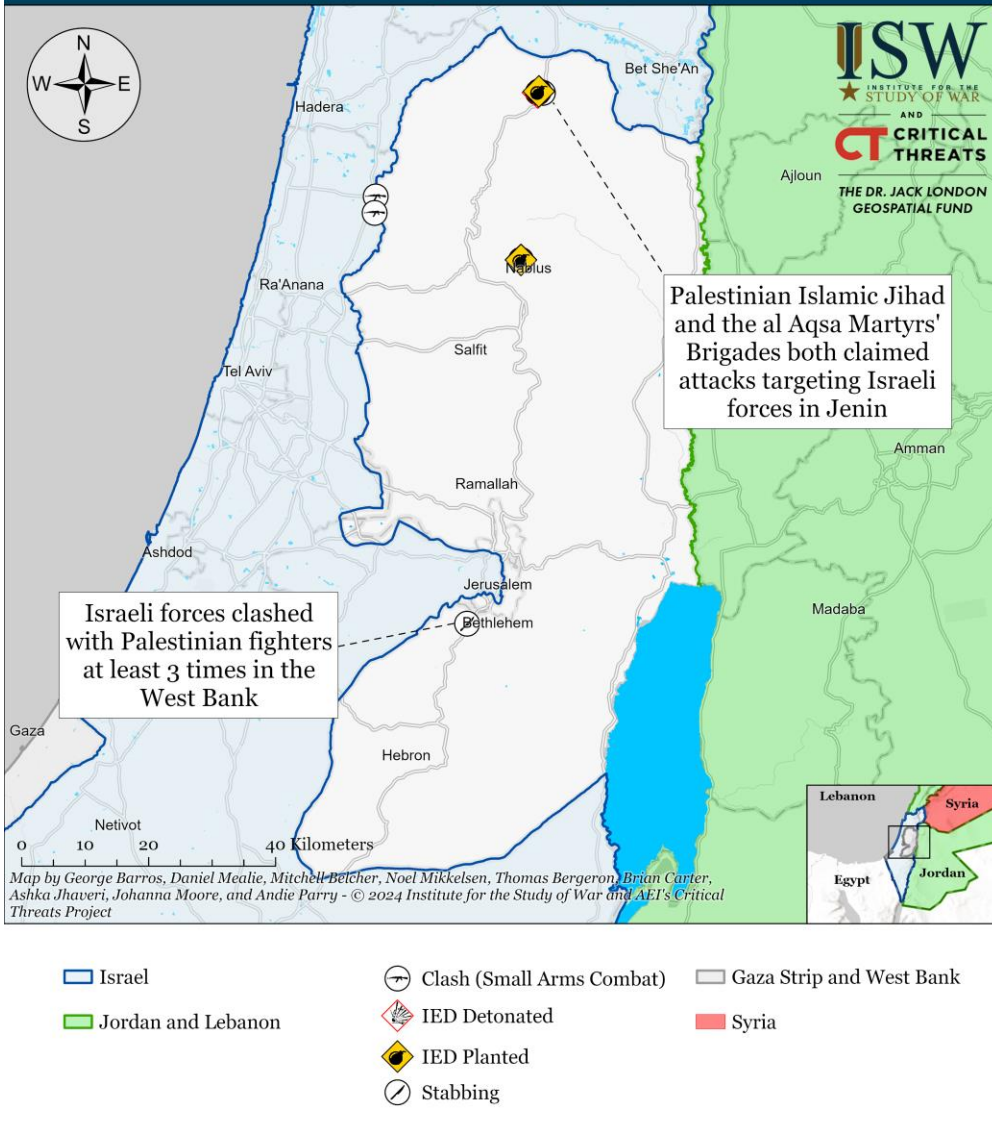 N
W
E
S
ISW
INSTITUTE FOR THE
STUDY OF WAR
AND
CT CRITICAL
THREATS
THE DR. JACK LONDON
GEOSPATIAL FUND
Bet She'An
Hadera
Ajloun
Nablus
Ra'Anana
Palestinian Islamic Jihad
and the al Aqsa Martyrs'
Brigades both claimed
attacks targeting Israeli
forces in Jenin
Salfit
Tel Aviv
Amman
Ramallah
Ashdod
Jerusalem
Israeli forces clashed
with Palestinian fighters
at least 3 times in the
West Bank
Bethlehem
Madaba
Gaza
Hebron
Netivot
0 10 20 40 Kilometers
Map by George Barros, Daniel Mealie, Mitchell Belcher, Noel Mikkelsen, Thomas Bergeron, Brian Carter,
Ashka Jhaveri, Johanna Moore, and Andie Parry - © 2024 Institute for the Study of War and AEI's Critical
Threats Project
Lebanon
Syria
Egypt
Jordan
Israel
Jordan and Lebanon
Clash (Small Arms Combat)
IED Detonated
IED Planted
Stabbing
Gaza Strip and West Bank
Syria